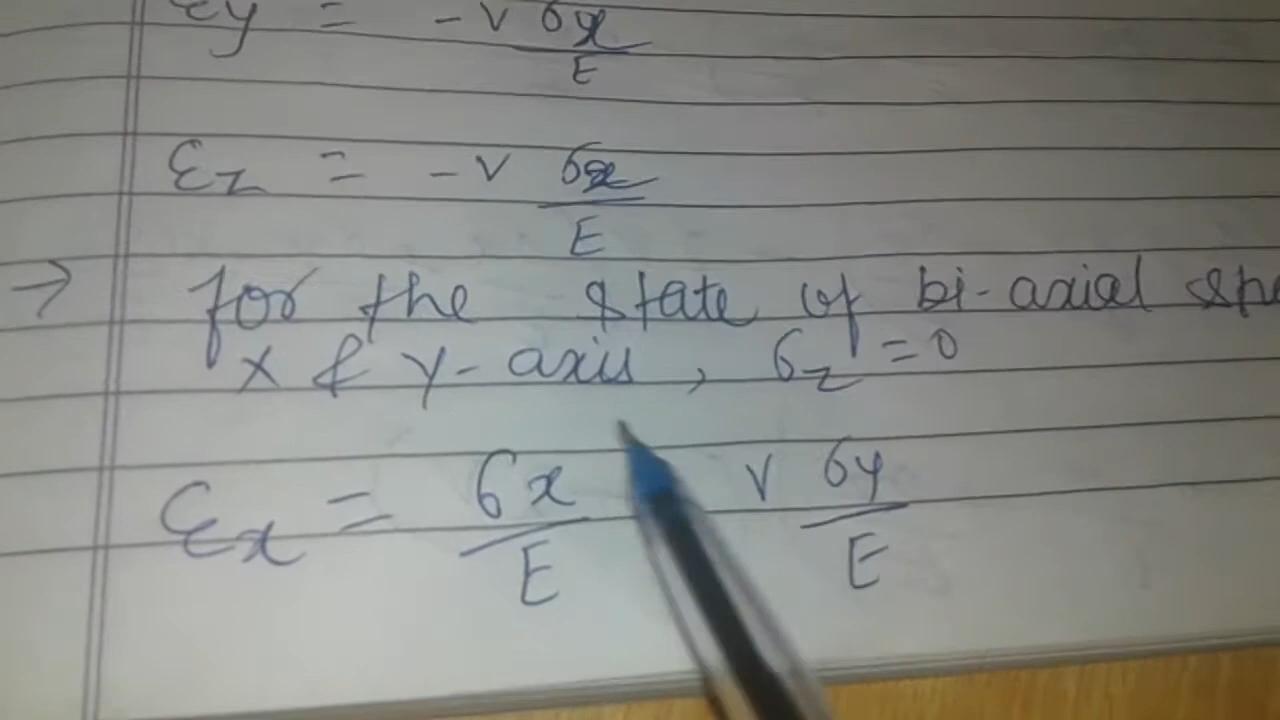 εy = -ν σx
E
εz = -ν σx
E
→ for the state of bi-axial
x & y-axis, σz = 0
εx = σx ν σy
E E